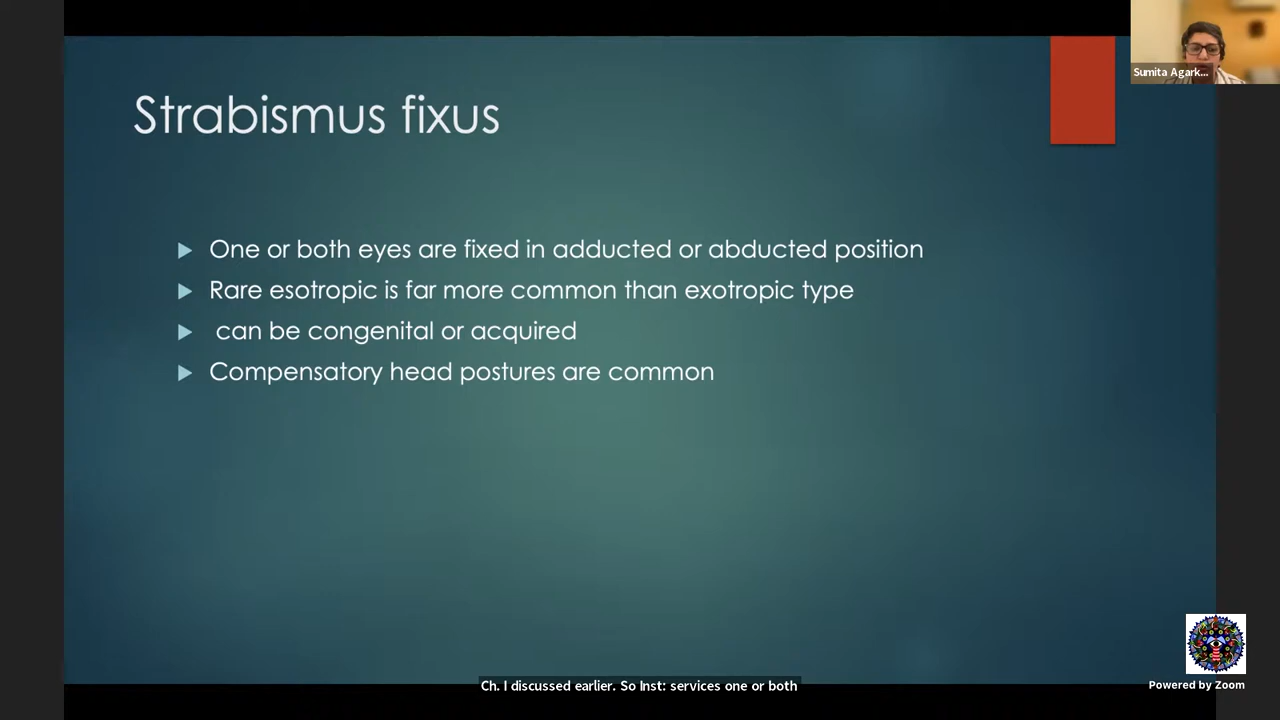 Sumita Agark...
Strabismus fixus
One or both eyes are fixed in adducted or abducted position
Rare esotropic is far more common than exotropic type
can be congenital or acquired
Compensatory head postures are common
Ch. I discussed earlier. So Inst: services one or both
Powered by Zoom